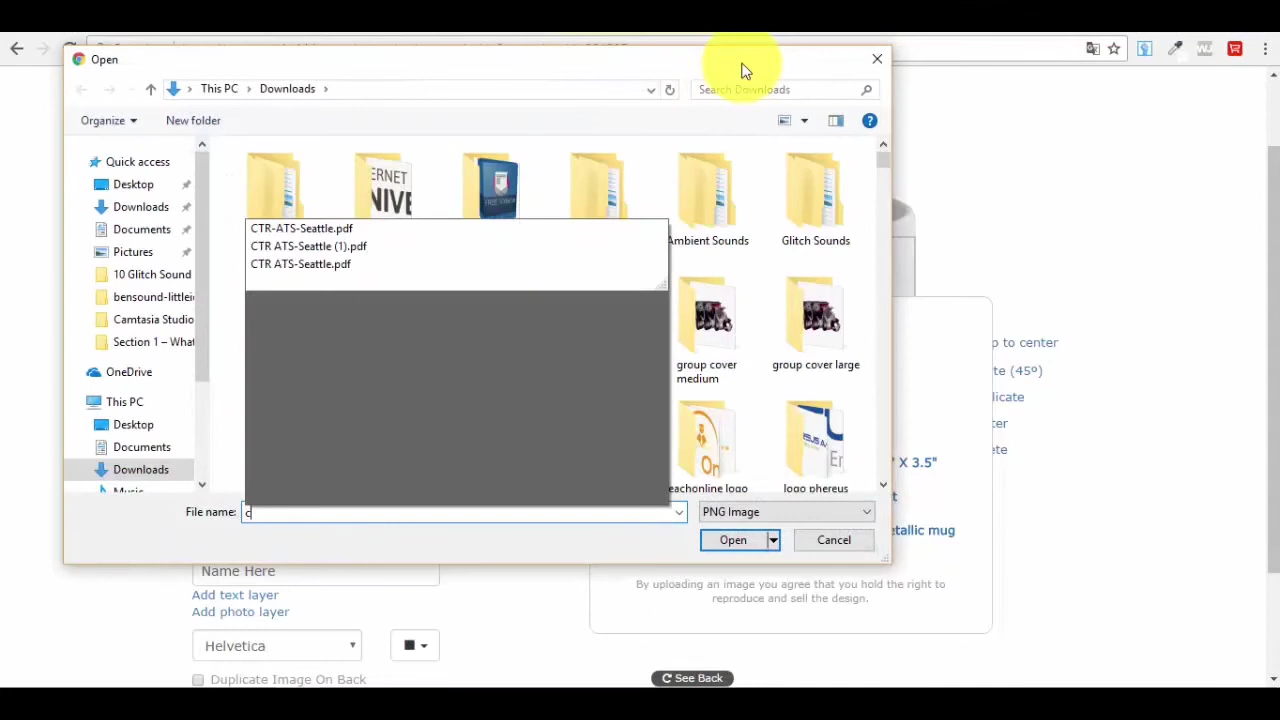 Open
This PC
Downloads
Search Downloads
Organize
New folder
Quick access
Desktop
Downloads
Documents
Pictures
10 Glitch Sound
Camtasia Studio
OneDrive
This PC
Desktop
Documents
Downloads
ERNET
NIVE
Ambient Sounds
Glitch Sounds
CTR-ATS-Seattle.pdf
CTR ATS-Seattle (1).pdf
CTR ATS-Seattle.pdf
group cover
medium
group cover large
On
logo phereus
File name:
c
PNG Image
Open
Cancel
p to center
te (45º)
licate
ter
ete
" X 3.5"
t
etallic mug
By uploading an image you agree that you hold the right to
reproduce and sell the design.
Name Here
Add text layer
Add photo layer
Helvetica
Duplicate Image On Back
See Back